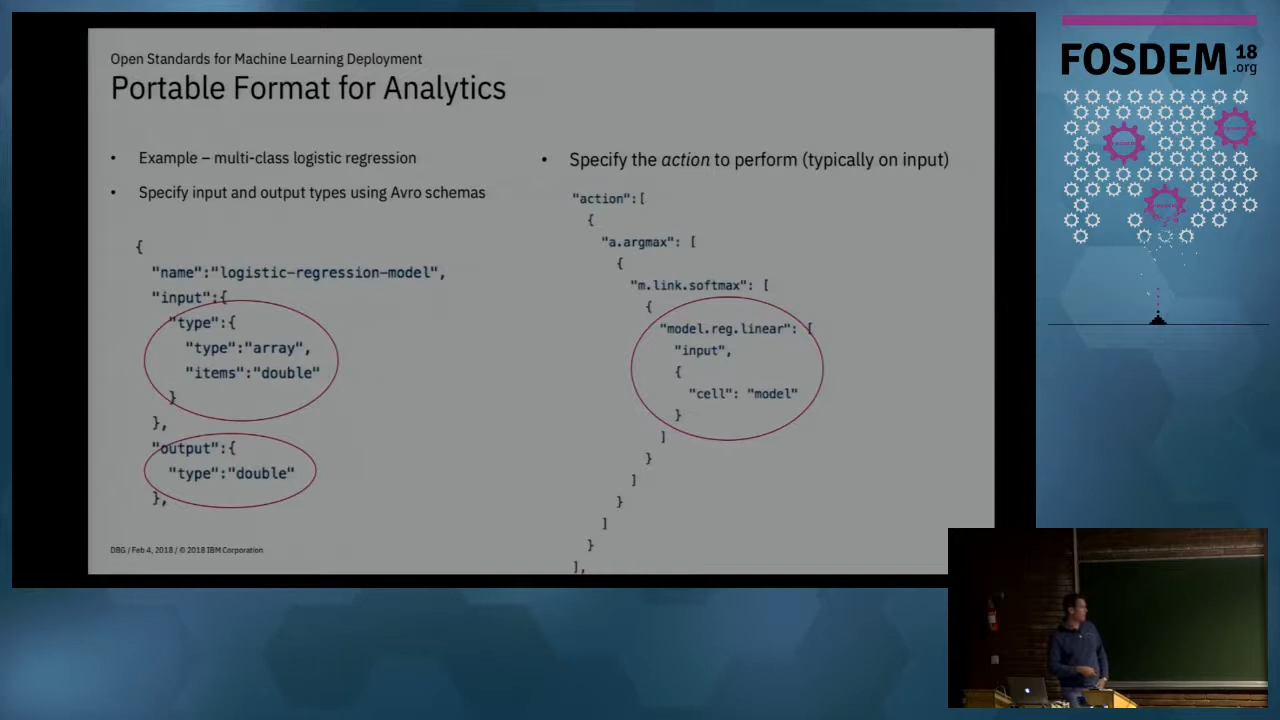 Open Standards for Machine Learning Deployment
Portable Format for Analytics
• Example – multi-class logistic regression
• Specify input and output types using Avro schemas
{
"name":"logistic-regression-model",
"input":{
"type":{
"type":"array",
"items":"double"
}
},
"output":{
"type":"double"
},
• Specify the action to perform (typically on input)
"action":[
{
"a.argmax": [
{
"m.link.softmax": [
{
"model.reg.linear": [
"input",
{
"cell": "model"
}
]
}
]
}
]
}
],
DBG / Feb 4, 2018 / © 2018 IBM Corporation
FOSDEM 18
.org